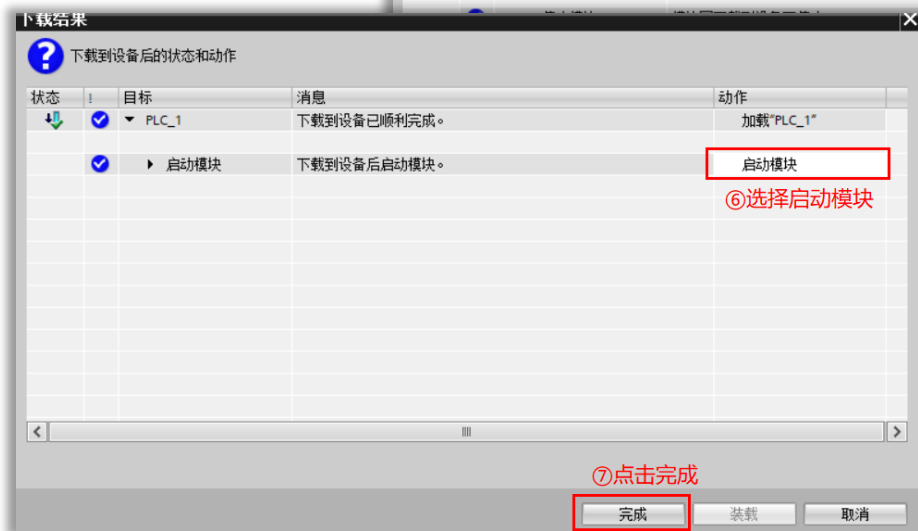 下载结果
下载到设备后的状态和动作
状态 ! 目标 消息 动作
PLC_1 下载到设备已顺利完成。 加载"PLC_1"
启动模块 下载到设备后启动模块。 启动模块
⑥选择启动模块
⑦点击完成
完成 装载 取消